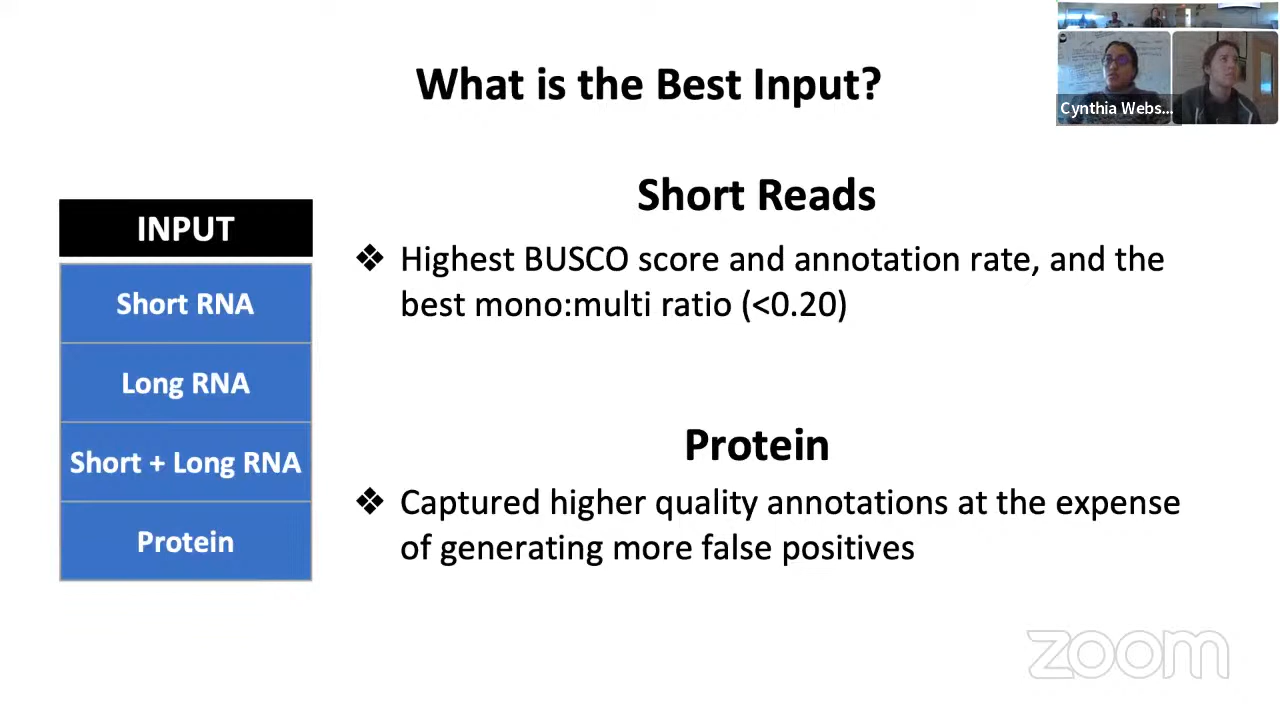 What is the Best Input?
Cynthia Webs...
INPUT
Short RNA
Long RNA
Short + Long RNA
Protein
Short Reads
❖ Highest BUSCO score and annotation rate, and the
best mono:multi ratio (<0.20)
Protein
❖ Captured higher quality annotations at the expense
of generating more false positives
zoom